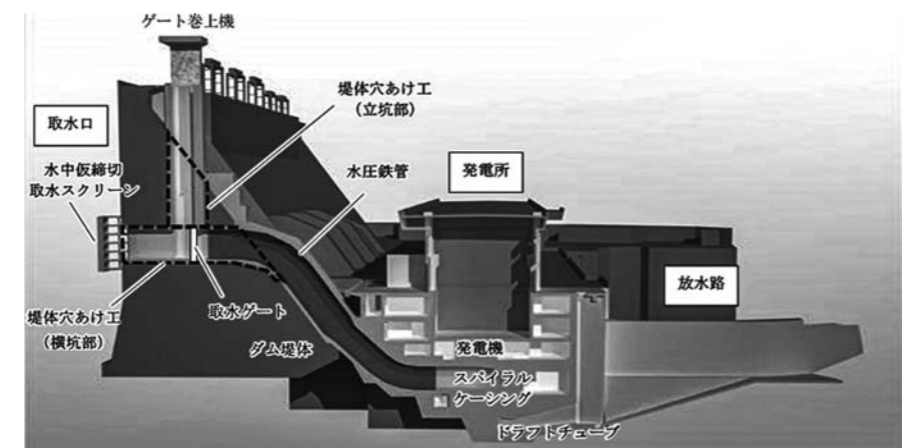 ゲート巻上機
堤体穴あけ工
（立坑部）
取水口
水圧鉄管
発電所
水中仮締切
取水スクリーン
放水路
取水ゲート
堤体穴あけ工
（横坑部）
ダム堤体
発電機
スパイラル
ケーシング
ドラフトチューブ